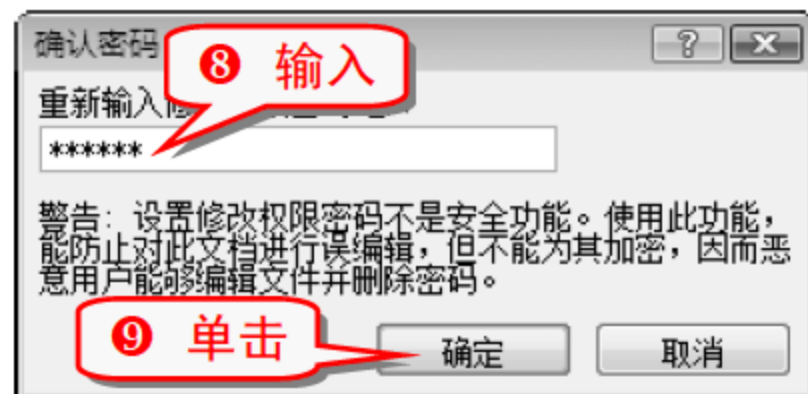 确认密码
❽ 输入
重新输入
******
警告：设置修改权限密码不是安全功能。使用此功能，
能防止对此文档进行误编辑，但不能为其加密，因而恶
意用户能够编辑文件并删除密码。
❾ 单击
确定
取消